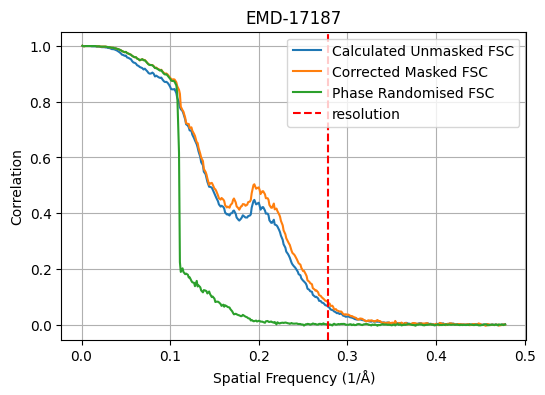 EMD-17187
Calculated Unmasked FSC
Corrected Masked FSC
Phase Randomised FSC
resolution
1.0
0.8
0.6
0.4
0.2
0.0
Correlation
0.0 0.1 0.2 0.3 0.4 0.5
Spatial Frequency (1/Å)